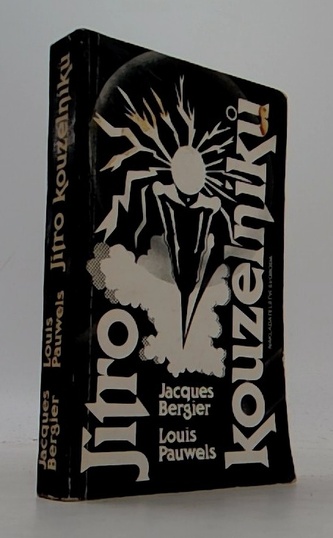 Jacques
Bergier
Louis
Pauwels
Jitro kouzelníků
Jitro
kouzelníků
Jacques
Bergier
Louis
Pauwels